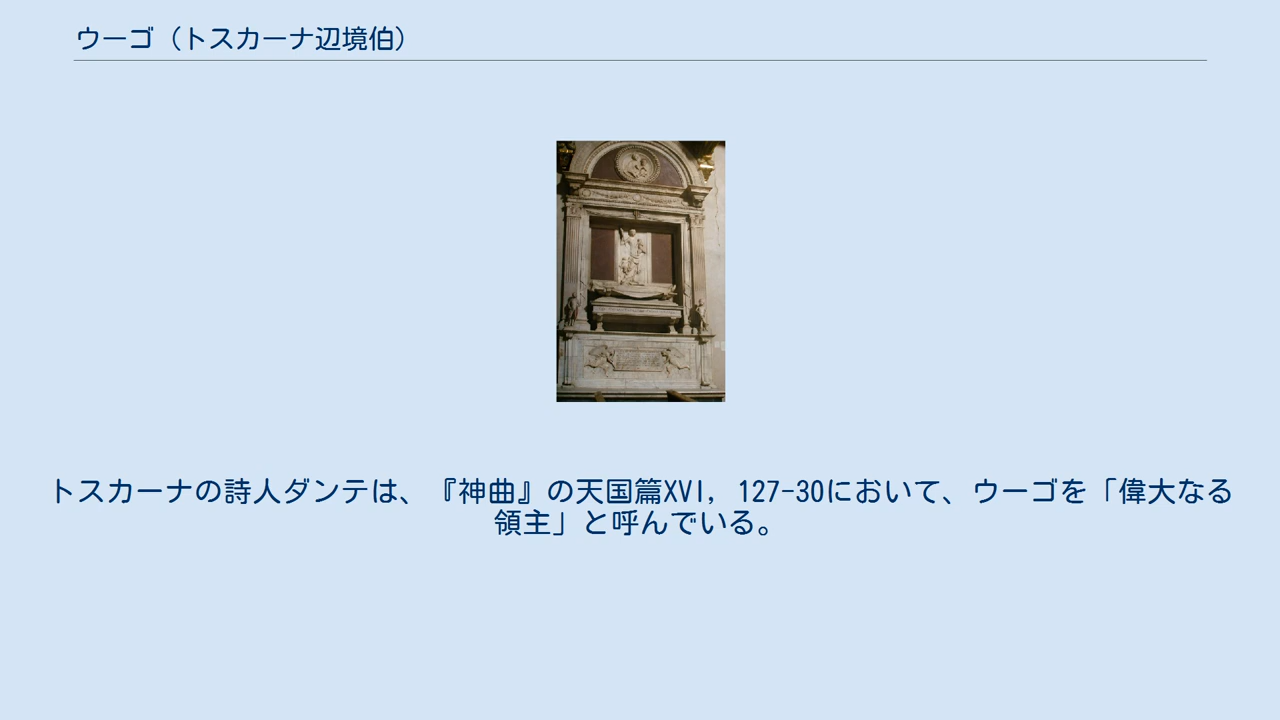 ウーゴ（トスカーナ辺境伯）
トスカーナの詩人ダンテは、『神曲』の天国篇XVI, 127-30において、ウーゴを「偉大なる
領主」と呼んでいる。